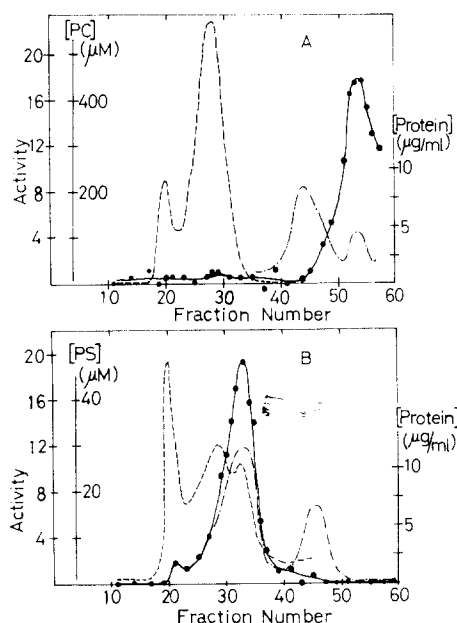 [PC]
(μM)
A
20
16
400
[Protein]
(μg/ml)
12
10
Activity
8
200
5
4
10 20 30 40 50 60
Fraction Number
20
[PS]
(μM)
B
16
40
[Protein]
(μg/ml)
12
10
Activity
8
20
5
4
10 20 30 40 50 60
Fraction Number